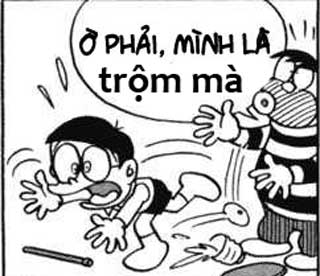 Ờ PHẢI, MÌNH LÀ
trộm mà